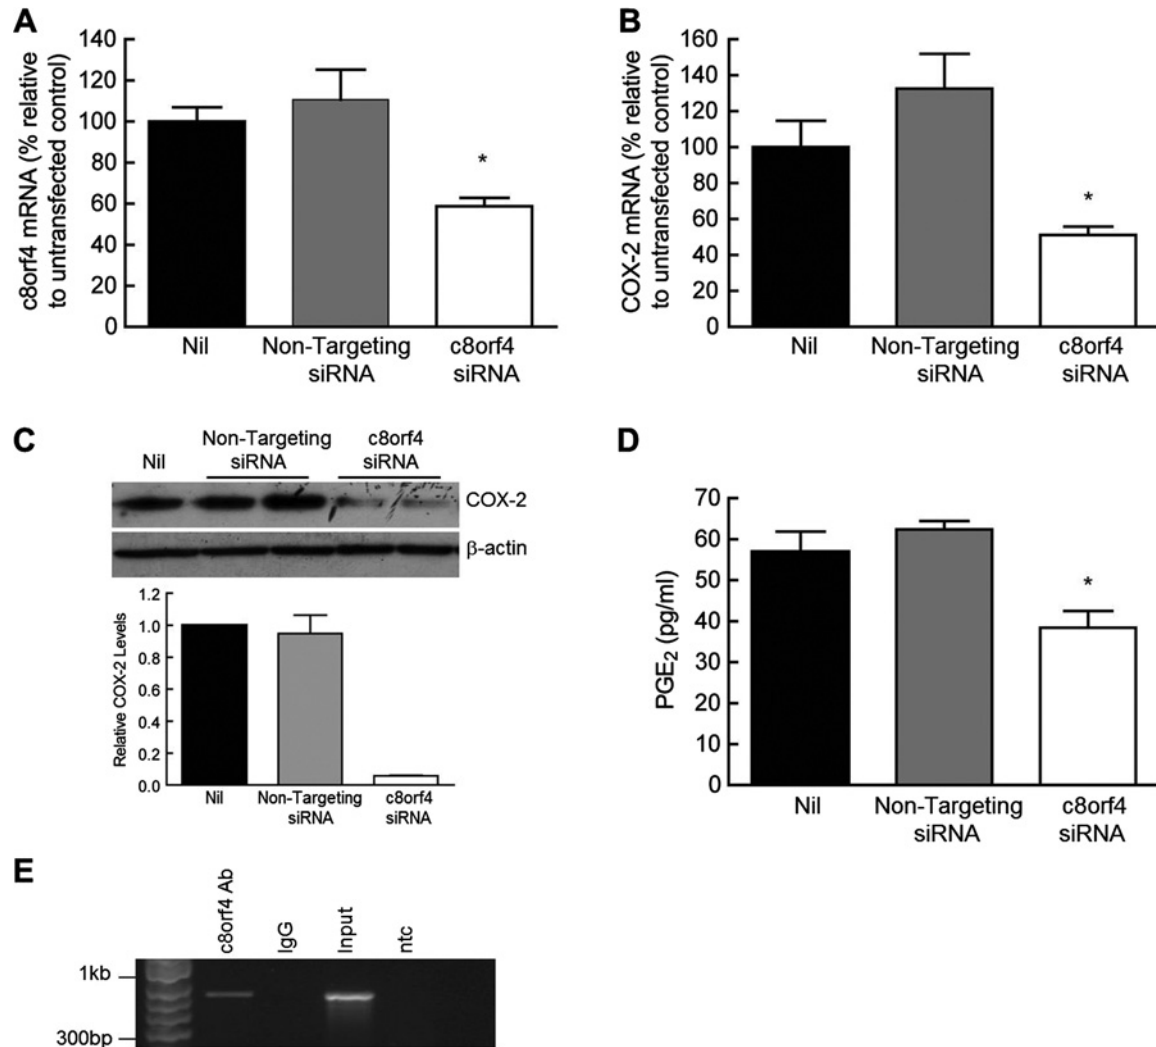 A
c8orf4 mRNA (% relative
to untransfected control)
140
120
100
80
60
40
20
0
*
Nil
Non-Targeting
siRNA
c8orf4
siRNA
B
COX-2 mRNA (% relative
to untransfected control)
160
140
120
100
80
60
40
20
0
*
Nil
Non-Targeting
siRNA
c8orf4
siRNA
C
Nil
Non-Targeting
siRNA
c8orf4
siRNA
COX-2
β-actin
Relative COX-2 Levels
1.2
1.0
0.8
0.6
0.4
0.2
0.0
Nil
Non-Targeting
siRNA
c8orf4
siRNA
D
PGE₂ (pg/ml)
70
60
50
40
30
20
10
0
*
Nil
Non-Targeting
siRNA
c8orf4
siRNA
E
c8orf4 Ab
IgG
Input
ntc
1kb
300bp